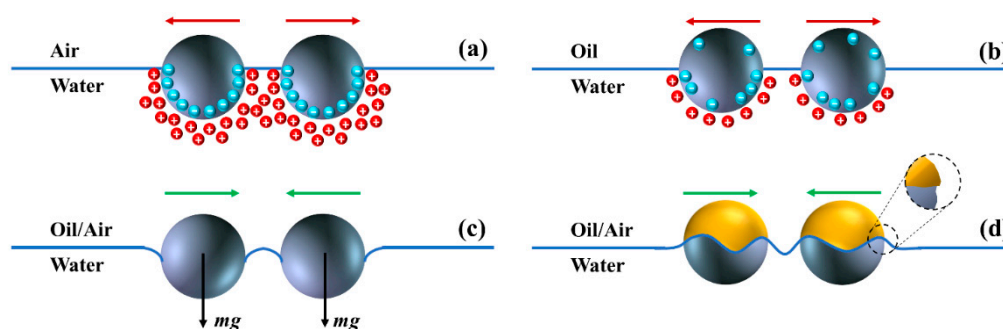 Air
Water
(a)
Oil
Water
(b)
Oil/Air
Water
(c)
mg
mg
Oil/Air
Water
(d)